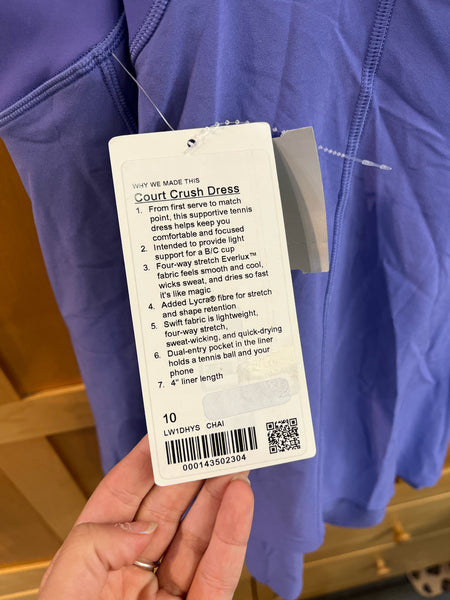 WHY WE MADE THIS
Court Crush Dress
1. From first serve to match
point, this supportive tennis
dress helps keep you
comfortable and focused
2. Intended to provide light
support for a B/C cup
3. Four-way stretch Everlux™
fabric feels smooth and cool,
wicks sweat, and dries so fast
it's like magic
4. Added Lycra® fibre for stretch
and shape retention
5. Swift fabric is lightweight,
four-way stretch,
sweat-wicking, and quick-drying
6. Dual-entry pocket in the liner
holds a tennis ball and your
phone
7. 4" liner length
10
LW1DHYS CHAI
000143502304